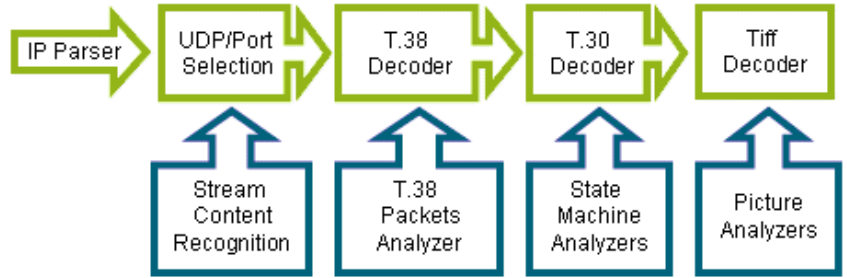 IP Parser
UDP/Port
Selection
T.38
Decoder
T.30
Decoder
Tiff
Decoder
Stream
Content
Recognition
T.38
Packets
Analyzer
State
Machine
Analyzers
Picture
Analyzers